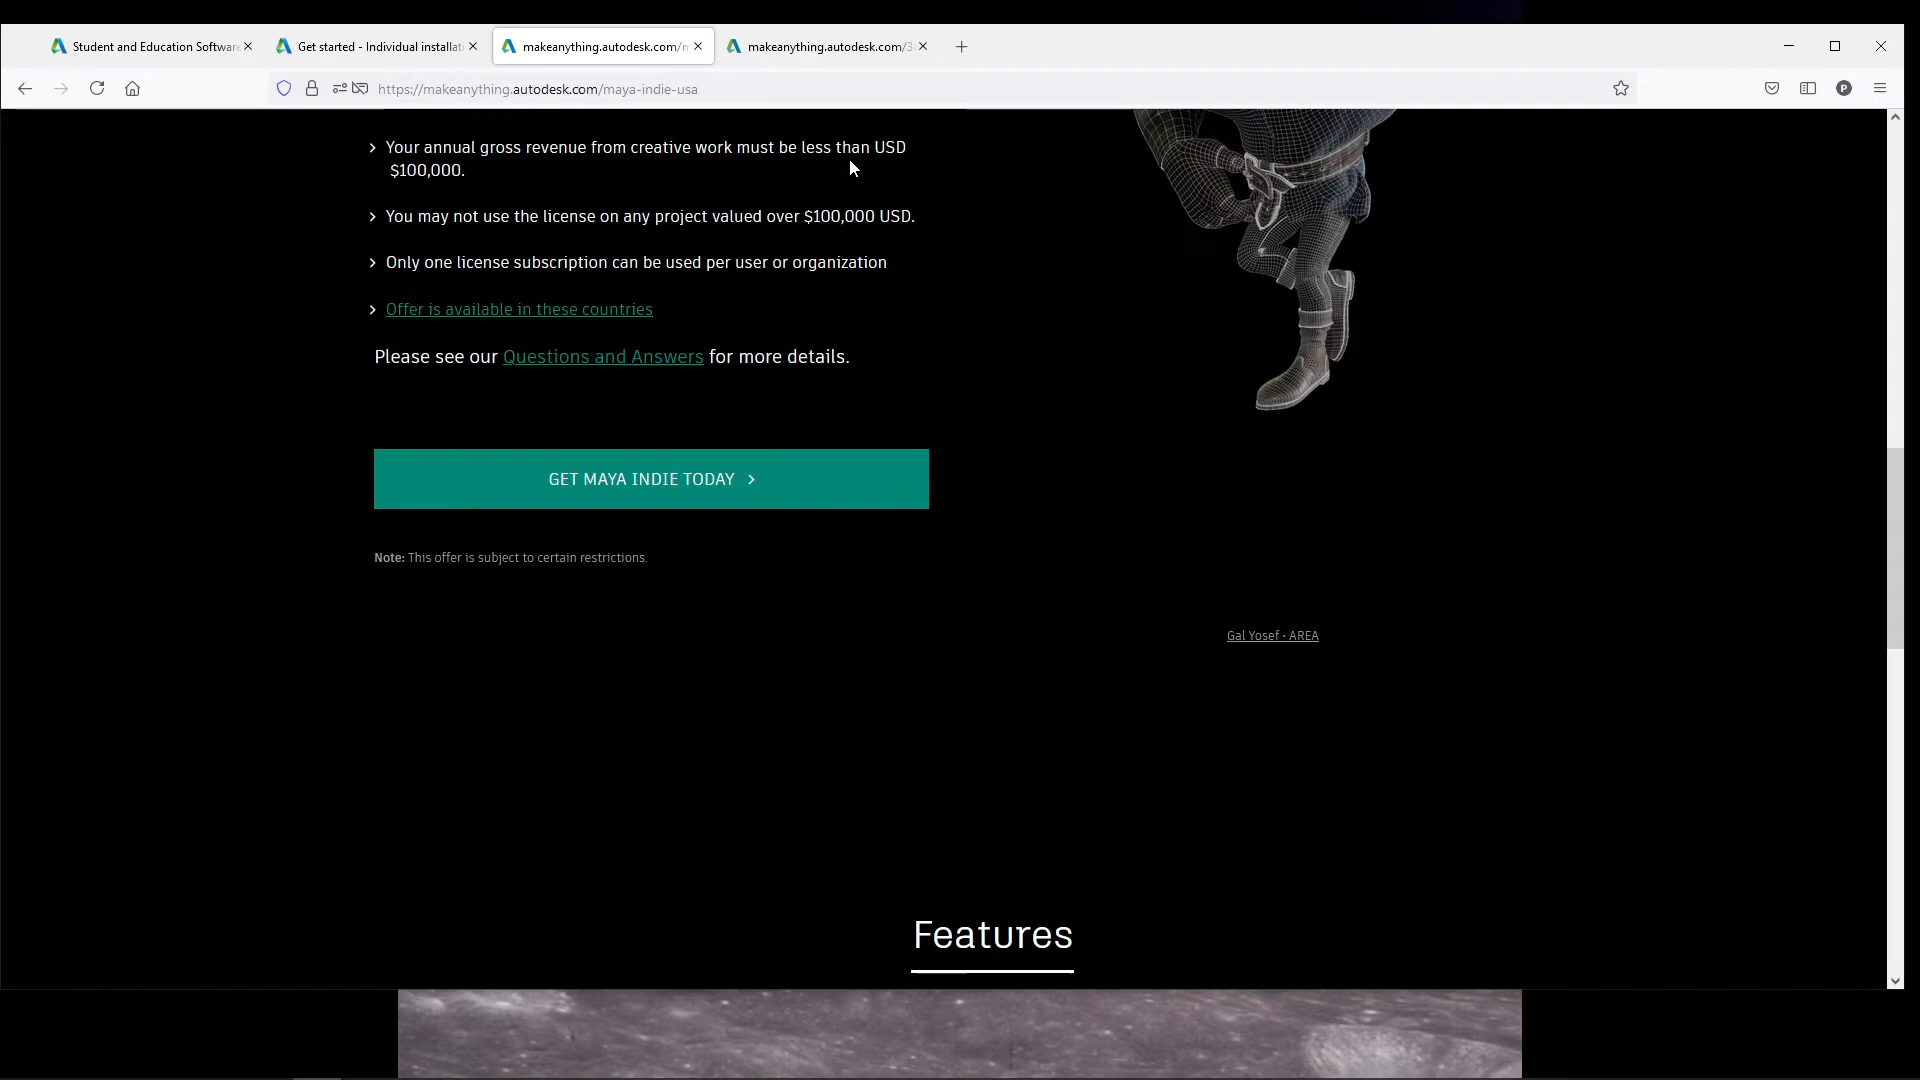 Student and Education Software
Get started - Individual installati
makeanything.autodesk.com/m
makeanything.autodesk.com/3
https://makeanything.autodesk.com/maya-indie-usa
P
Your annual gross revenue from creative work must be less than USD
$100,000.
You may not use the license on any project valued over $100,000 USD.
Only one license subscription can be used per user or organization
Offer is available in these countries
Please see our Questions and Answers for more details.
GET MAYA INDIE TODAY
Note: This offer is subject to certain restrictions.
Gal Yosef • AREA
Features